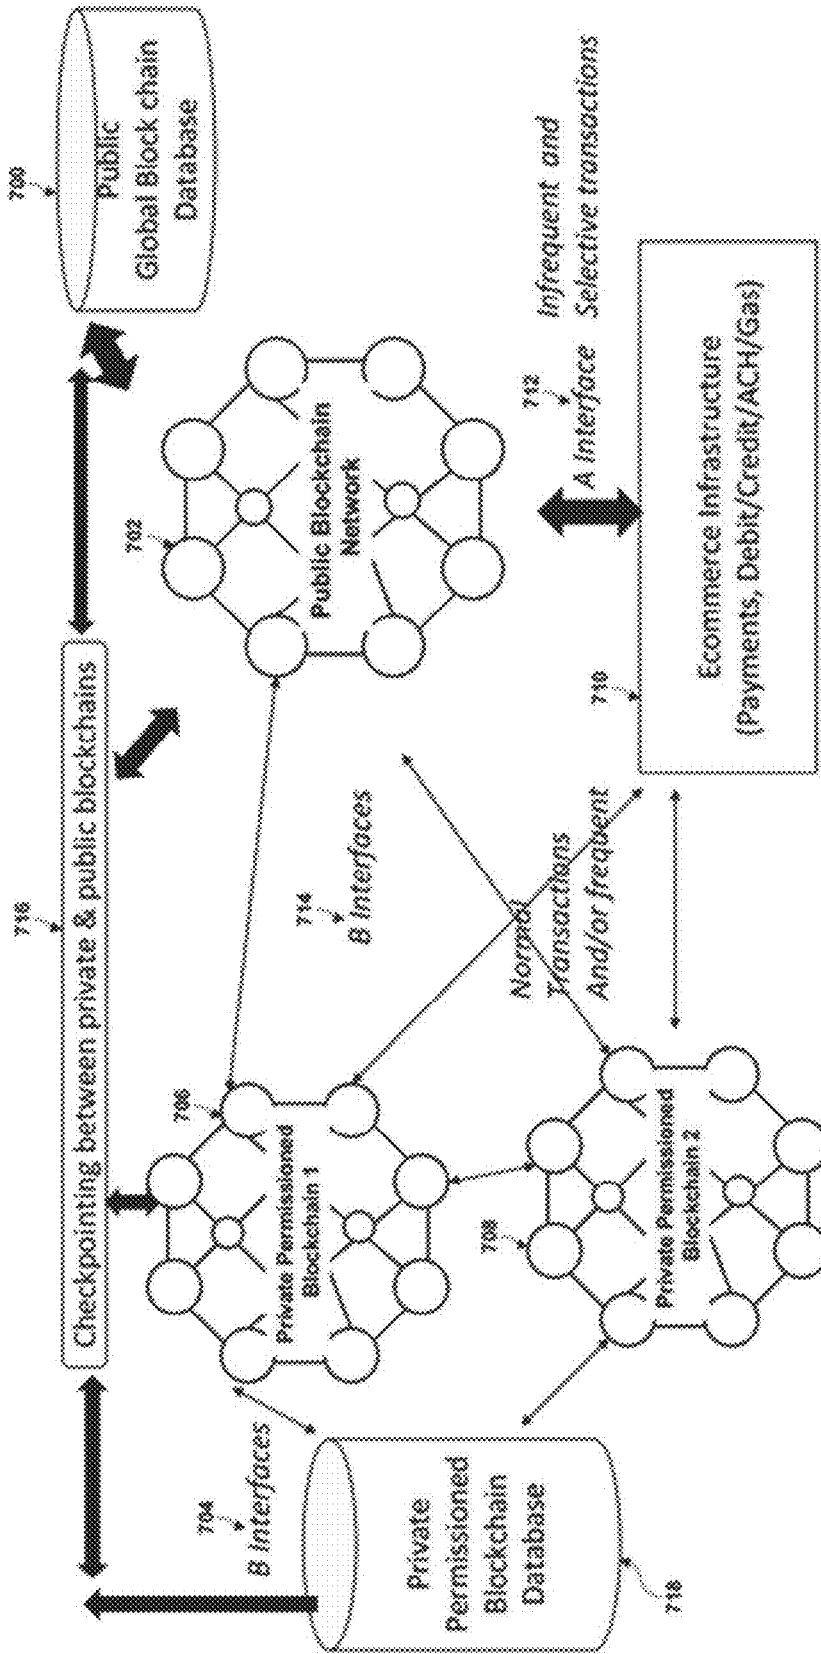 700
Public
Global Block chain
Database
716
Checkpointing between private & public blockchains
702
Public Blockchain
Network
712
A Interface
Infrequent and
Selective transactions
710
Ecommerce Infrastructure
(Payments, Debit/Credit/ACH/Gas)
714
B Interfaces
Normal
Transactions
And/or frequent
706
Private Permissioned
Blockchain 1
708
Private Permissioned
Blockchain 2
704
B Interfaces
Private
Permissioned
Blockchain
Database
718